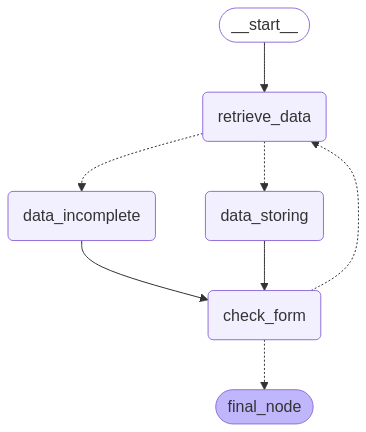 __start__
retrieve_data
data_incomplete
data_storing
check_form
final_node